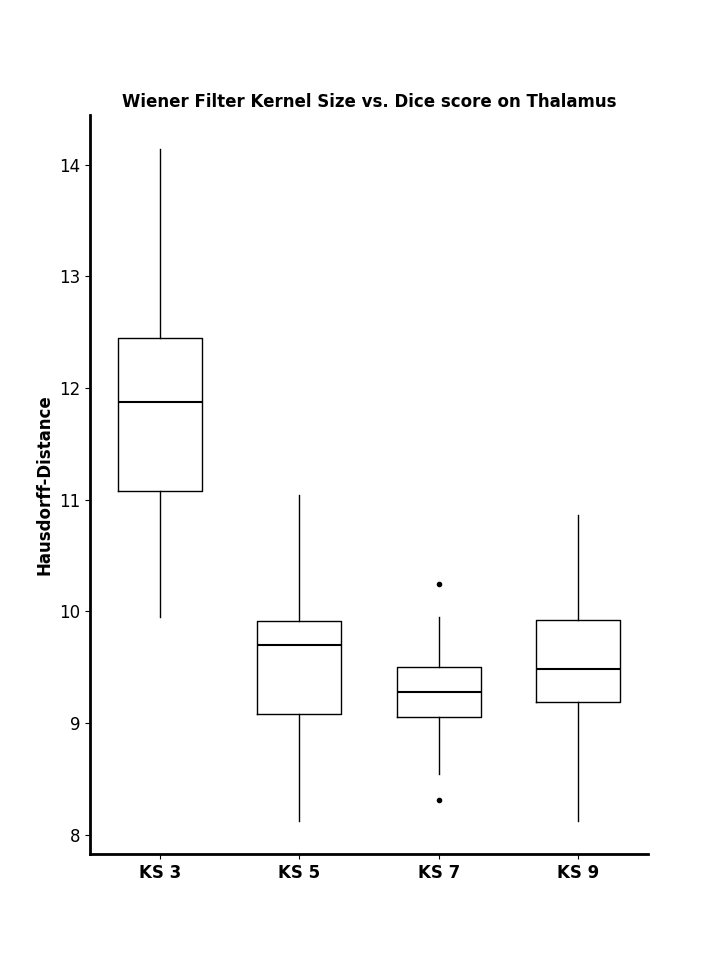 Wiener Filter Kernel Size vs. Dice score on Thalamus
Hausdorff-Distance
14
13
12
11
10
9
8
KS 3 KS 5 KS 7 KS 9